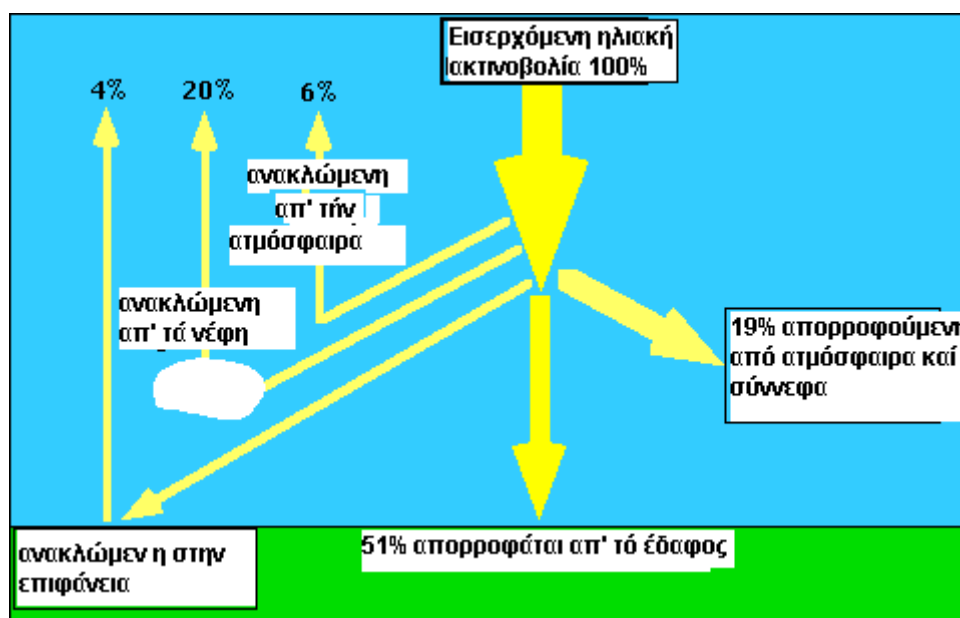 Εισερχόμενη ηλιακή
ακτινοβολία 100%
4% 20% 6%
ανακλώμενη
απ' τήν
ατμόσφαιρα
ανακλώμενη
απ' τά νέφη
19% απορροφούμενη
από ατμόσφαιρα καί
σύννεφα
51% απορροφάται απ' τό έδαφος
ανακλώμεν η στην
επιφάνεια